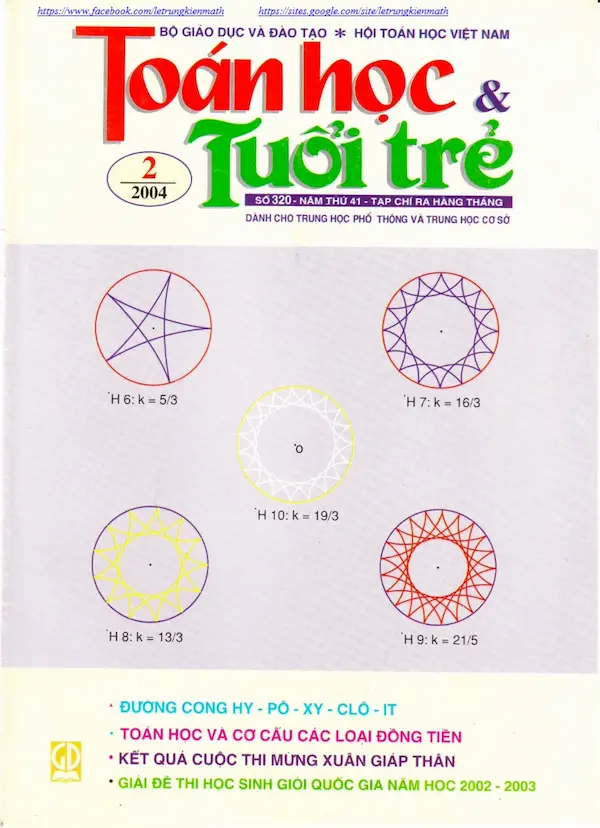 https://www.facebook.com/letrungkienmath https://sites.google.com/site/letrungkienmath
BỘ GIÁO DỤC VÀ ĐÀO TẠO * HỘI TOÁN HỌC VIỆT NAM
Toán học &
Tuổi trẻ
2
2004
SỐ 320 - NĂM THỨ 41 - TẠP CHÍ RA HÀNG THÁNG
DÀNH CHO TRUNG HỌC PHỔ THÔNG VÀ TRUNG HỌC CƠ SỞ
H 6: k = 5/3
H 7: k = 16/3
O
H 10: k = 19/3
H 8: k = 13/3
H 9: k = 21/5
• ĐƯỜNG CONG HY - PÔ - XY - CLÔ - IT
• TOÁN HỌC VÀ CƠ CẤU CÁC LOẠI ĐỒNG TIỀN
• KẾT QUẢ CUỘC THI MỪNG XUÂN GIÁP THÂN
• GIẢI ĐỀ THI HỌC SINH GIỎI QUỐC GIA NĂM HỌC 2002 - 2003
GD